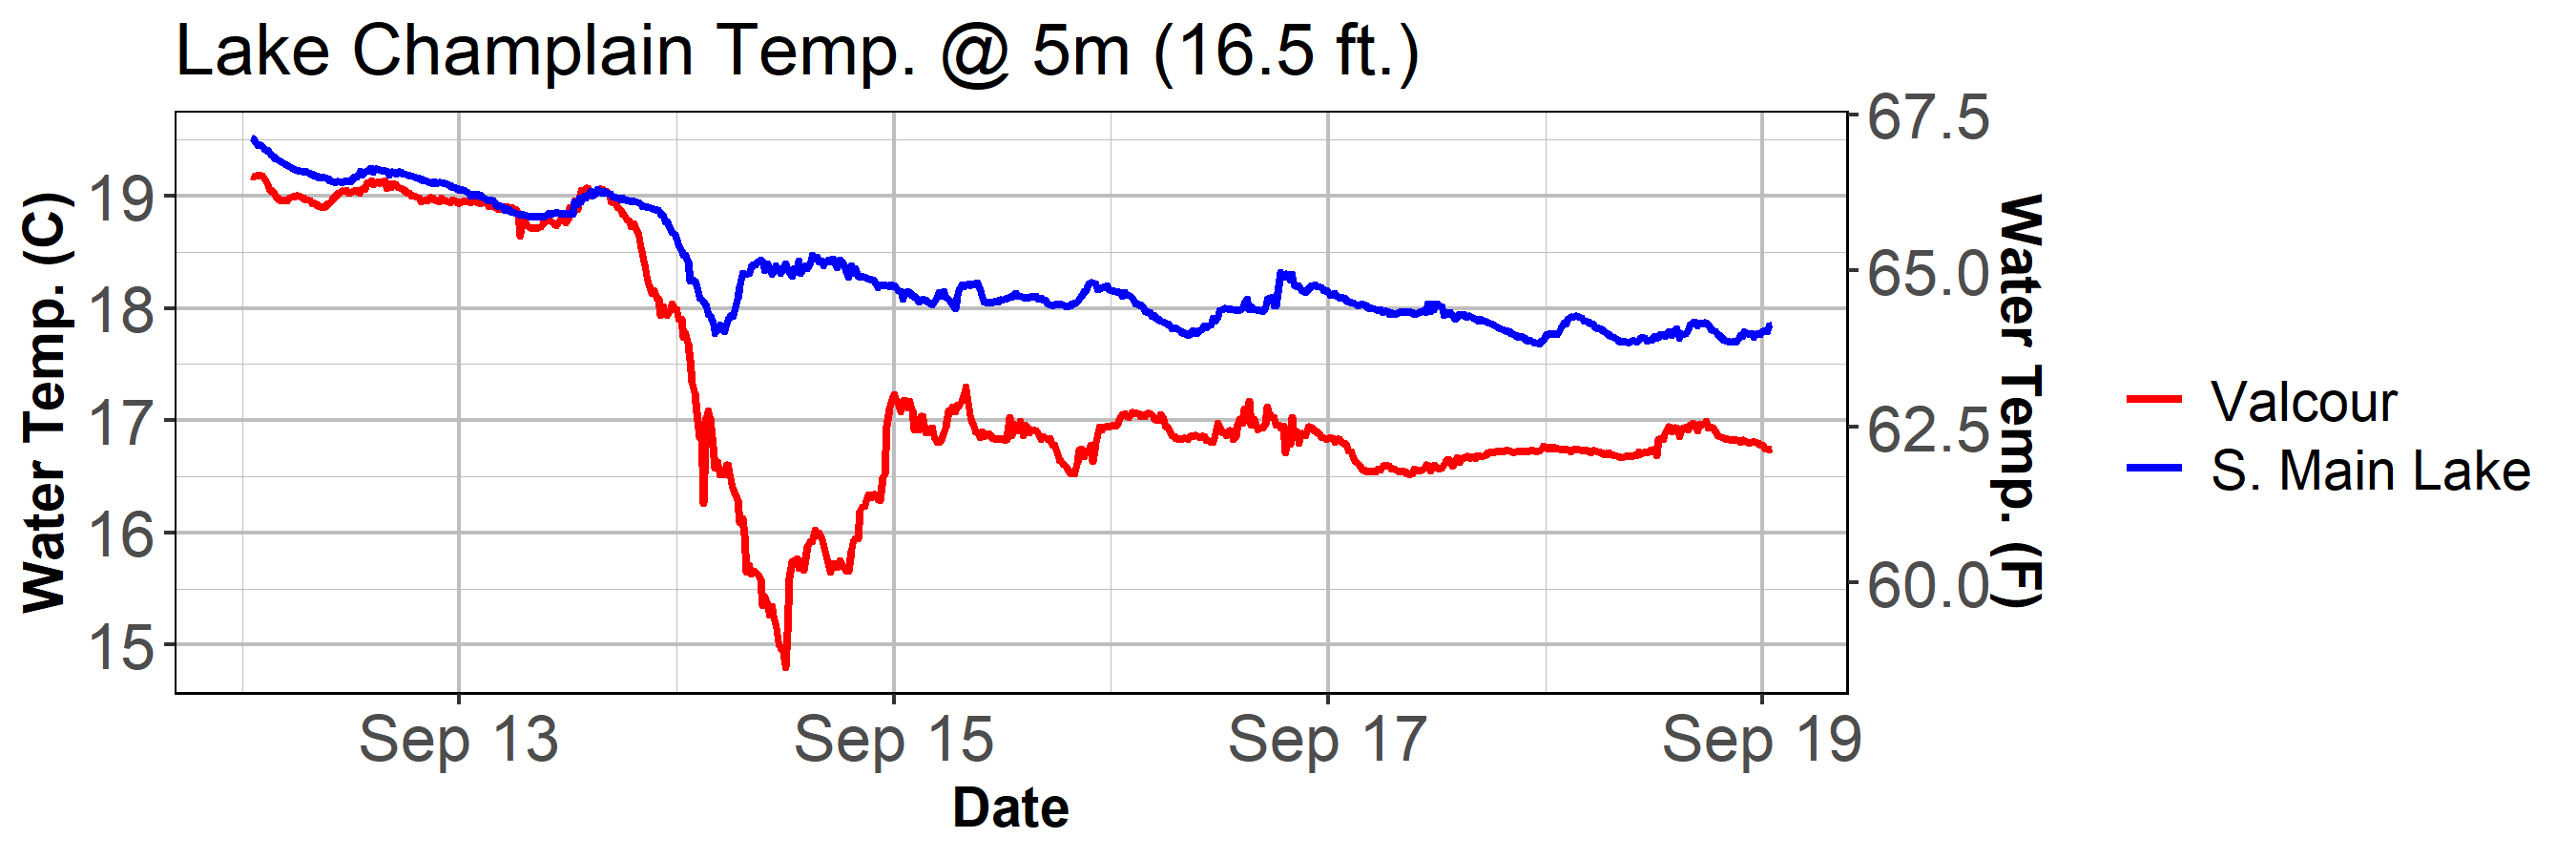 Lake Champlain Temp. @ 5m (16.5 ft.)
Water Temp. (C)
19
18
17
16
15
67.5
65.0
62.5
60.0
Water Temp. (F)
Sep 13
Sep 15
Sep 17
Sep 19
Date
Valcour
S. Main Lake